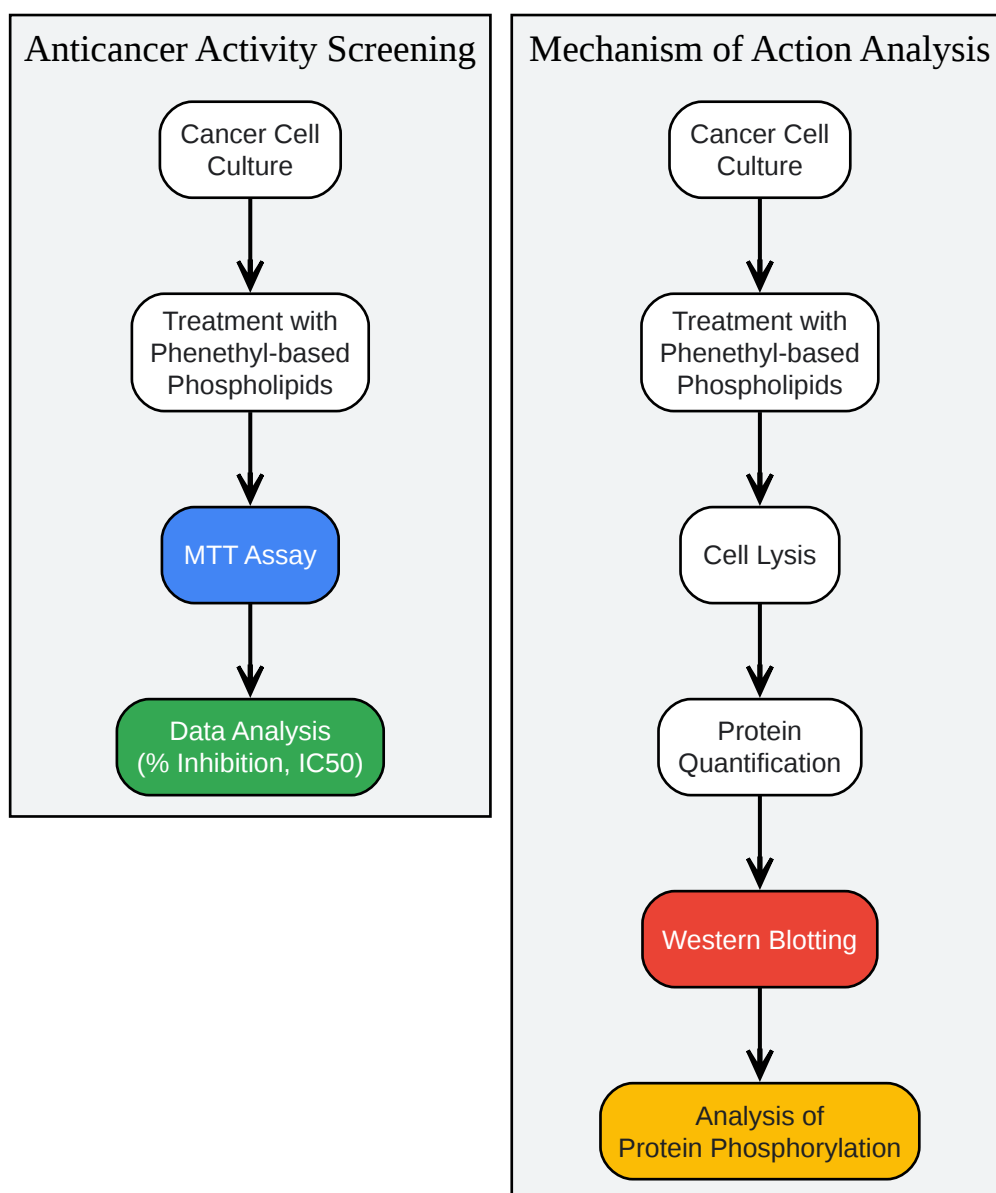 Anticancer Activity Screening
Cancer Cell
Culture
Treatment with
Phenethyl-based
Phospholipids
MTT Assay
Data Analysis
(% Inhibition, IC50)
Mechanism of Action Analysis
Cancer Cell
Culture
Treatment with
Phenethyl-based
Phospholipids
Cell Lysis
Protein
Quantification
Western Blotting
Analysis of
Protein Phosphorylation